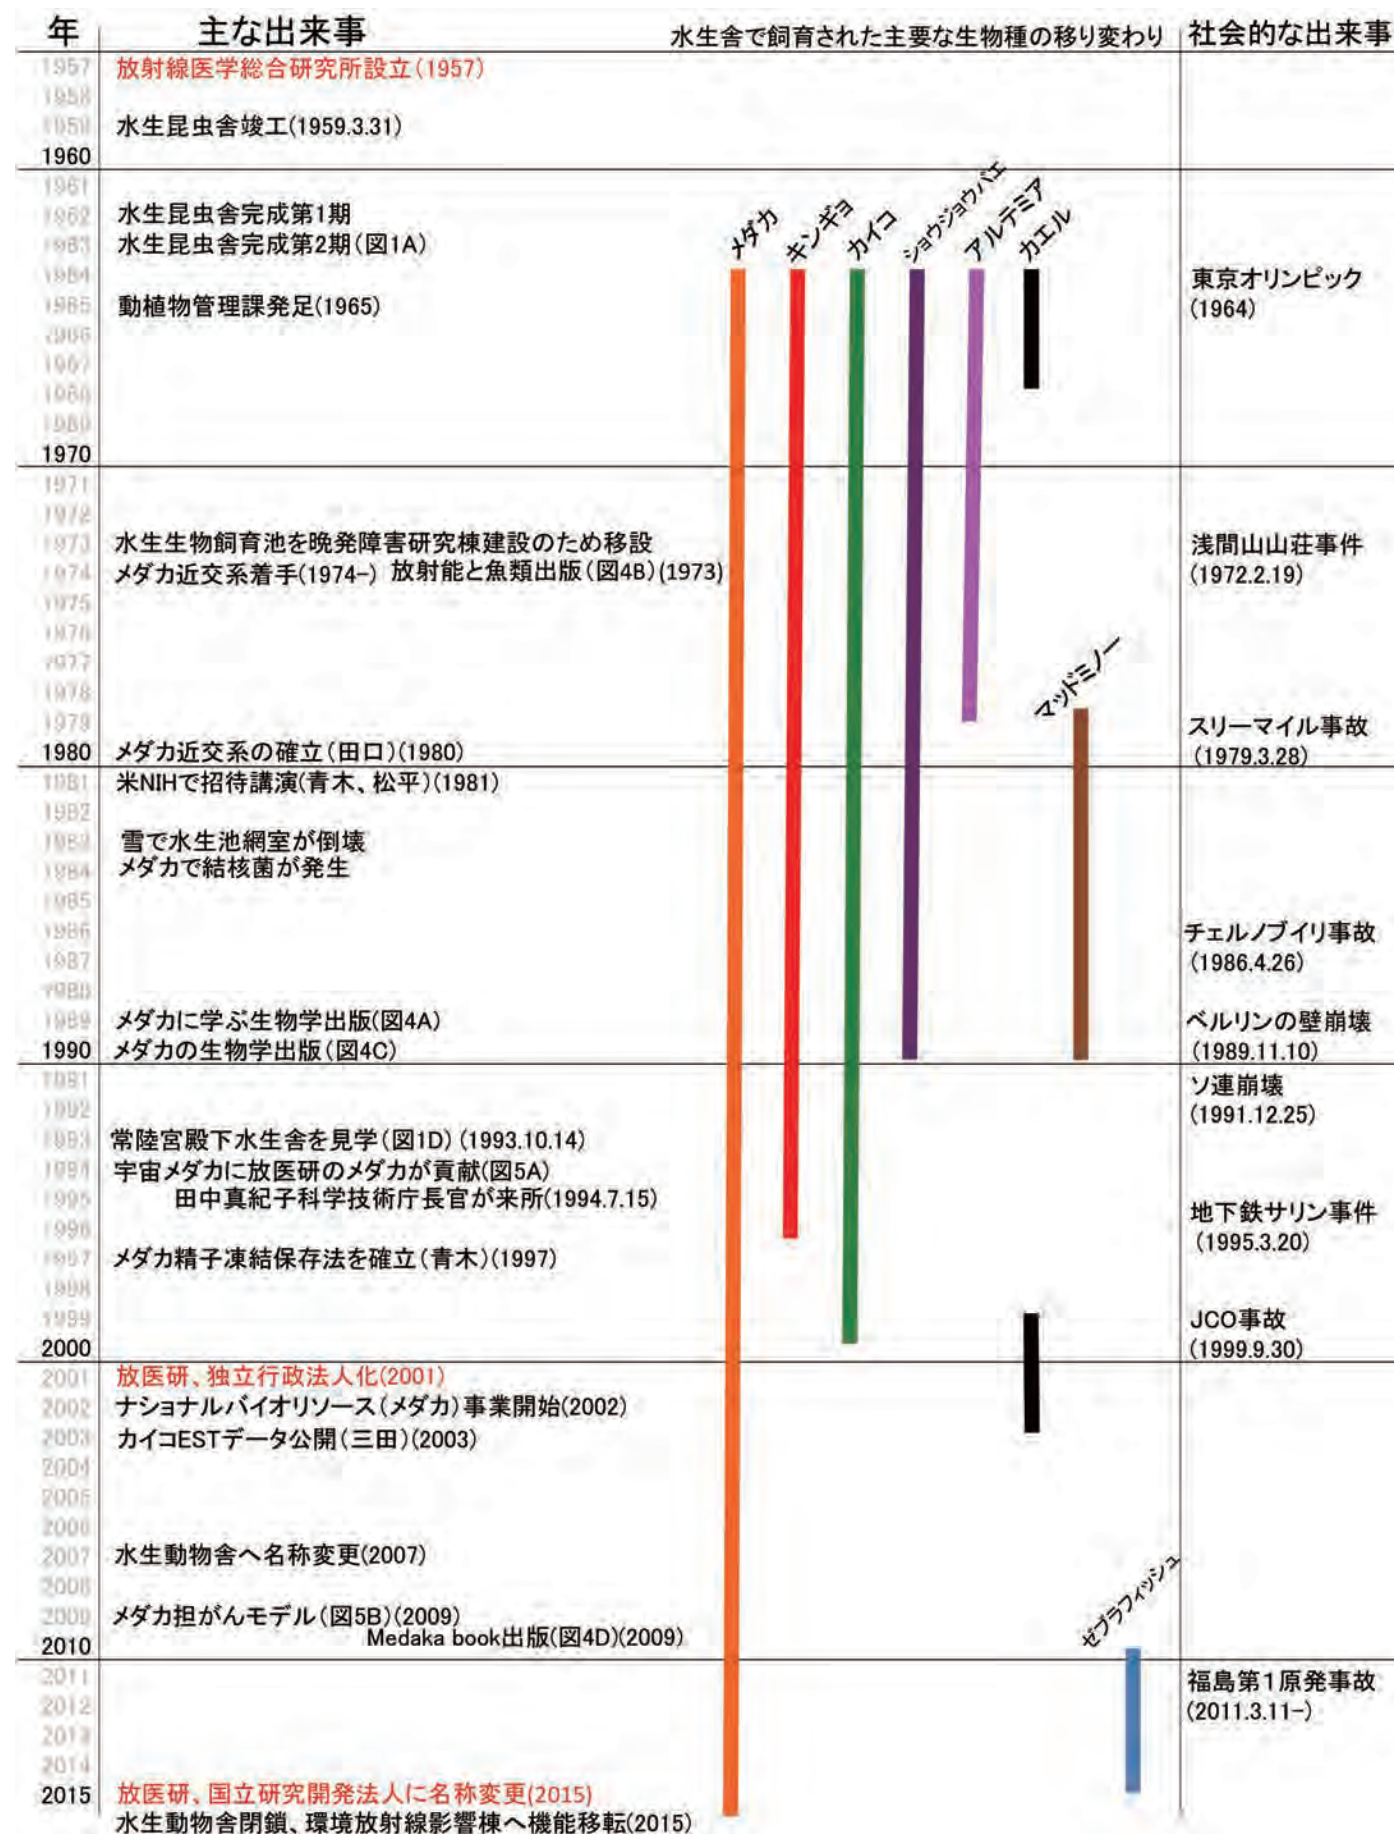 年 主な出来事 水生舎で飼育された主要な生物種の移り変わり 社会的な出来事
1957 放射線医学総合研究所設立(1957)
1958
1959 水生昆虫舎竣工(1959.3.31)
1960
1961
メダカ キンギョ カイコ ショウジョウバエ アルテミア カエル
1962 水生昆虫舎完成第1期
1963 水生昆虫舎完成第2期(図1A)
1964 東京オリンピック
1965 動植物管理課発足(1965) (1964)
1966
1967
1968
1969
1970
1971
1972
1973 水生生物飼育池を晩発障害研究棟建設のため移設 浅間山山荘事件
1974 メダカ近交系着手(1974-) 放射能と魚類出版(図4B)(1973) (1972.2.19)
1975
1976
1977
マッドミノー
1978
1979 スリーマイル事故
1980 メダカ近交系の確立(田口)(1980) (1979.3.28)
1981 米NIHで招待講演(青木、松平)(1981)
1982
1983 雪で水生池網室が倒壊
1984 メダカで結核菌が発生
1985
1986 チェルノブイリ事故
1987 (1986.4.26)
1988
1989 メダカに学ぶ生物学出版(図4A) ベルリンの壁崩壊
1990 メダカの生物学出版(図4C) (1989.11.10)
1991 ソ連崩壊
1992 (1991.12.25)
1993 常陸宮殿下水生舎を見学(図1D) (1993.10.14)
1994 宇宙メダカに放医研のメダカが貢献(図5A)
1995 田中真紀子科学技術庁長官が来所(1994.7.15) 地下鉄サリン事件
1996 (1995.3.20)
1997 メダカ精子凍結保存法を確立(青木)(1997)
1998
1999 JCO事故
2000 (1999.9.30)
2001 放医研、独立行政法人化(2001)
2002 ナショナルバイオリソース(メダカ)事業開始(2002)
2003 カイコESTデータ公開(三田)(2003)
2004
2005
2006
2007 水生動物舎へ名称変更(2007)
2008
ゼブラフィッシュ
2009 メダカ担がんモデル(図5B)(2009)
2010 Medaka book出版(図4D)(2009)
2011 福島第1原発事故
2012 (2011.3.11-)
2013
2014
2015 放医研、国立研究開発法人に名称変更(2015)
水生動物舎閉鎖、環境放射線影響棟へ機能移転(2015)